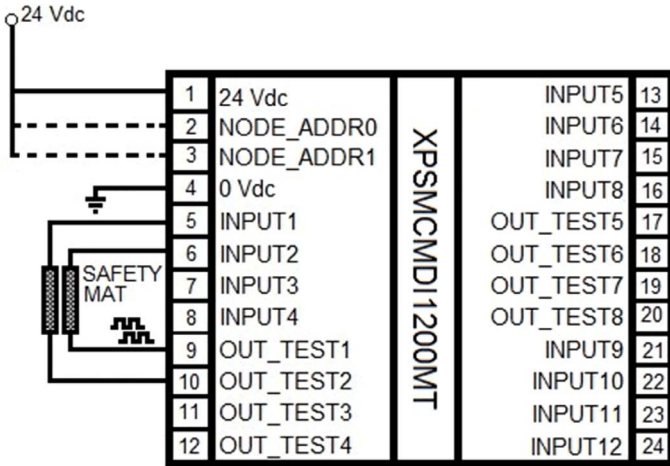 24 Vdc
1 24 Vdc
2 NODE_ADDR0
3 NODE_ADDR1
4 0 Vdc
5 INPUT1
6 INPUT2
7 INPUT3
8 INPUT4
9 OUT_TEST1
10 OUT_TEST2
11 OUT_TEST3
12 OUT_TEST4
SAFETY
MAT
XPSMCMDI1200MT
INPUT5 13
INPUT6 14
INPUT7 15
INPUT8 16
OUT_TEST5 17
OUT_TEST6 18
OUT_TEST7 19
OUT_TEST8 20
INPUT9 21
INPUT10 22
INPUT11 23
INPUT12 24